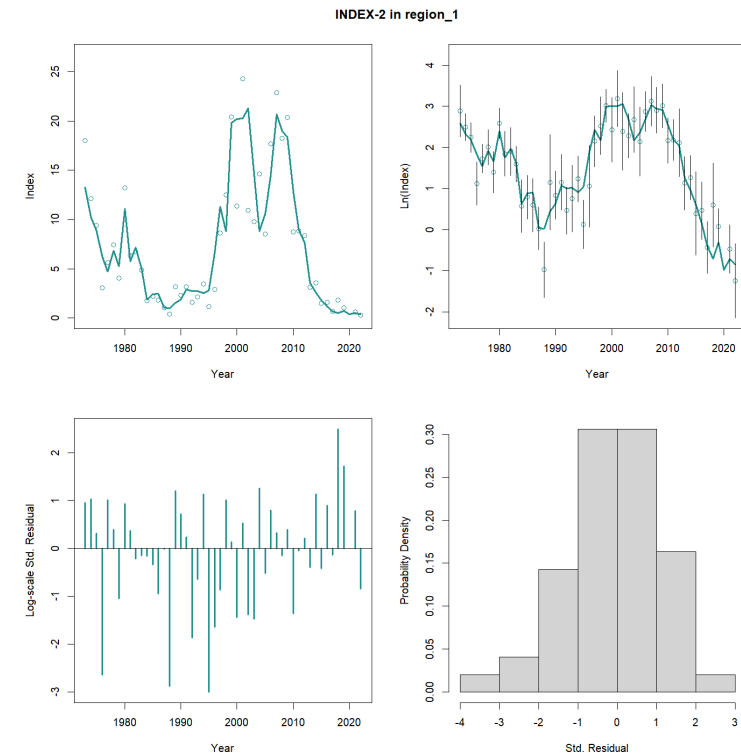 INDEX-2 in region_1
Index
25
20
15
10
5
0
1980 1990 2000 2010 2020
Year
Ln(Index)
4
3
2
1
0
-1
-2
1980 1990 2000 2010 2020
Year
Log-scale Std. Residual
2
1
0
-1
-2
-3
1980 1990 2000 2010 2020
Year
Probability Density
0.30
0.25
0.20
0.15
0.10
0.05
0.00
-4 -3 -2 -1 0 1 2 3
Std. Residual